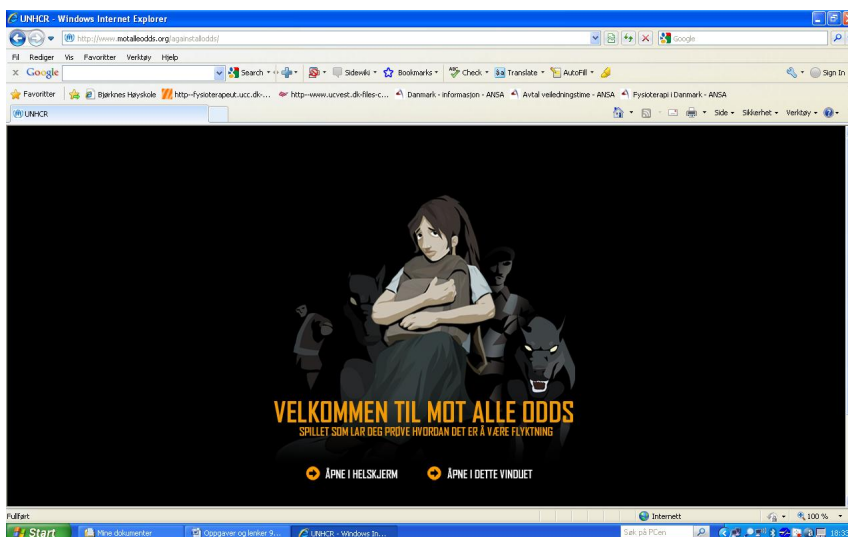 UNHCR - Windows Internet Explorer
http://www.motalleodds.org/againstallodds/
Google
Fil Rediger Vis Favoritter Verktøy Hjelp
x Google Search Sidewiki Bookmarks Check Translate AutoFill Sign In
Favoritter Bjørknes Høyskole http--fysioterapeut.ucc.dk-... http--www.ucvest.dk-files-c... Danmark - informasjon - ANSA Avtal veiledningstime - ANSA Fysioterapi i Danmark - ANSA
UNHCR Side Sikkerhet Verktøy
VELKOMMEN TIL MOT ALLE ODDS
SPILLET SOM LAR DEG PRØVE HVORDAN DET ER Å VÆRE FLYKTNING
ÅPNE I HELSKJERM ÅPNE I DETTE VINDUET
Fullført Internett 100 %
Start Mine dokumenter Oppgaver og lenker 9... UNHCR - Windows In... Søk på PCen